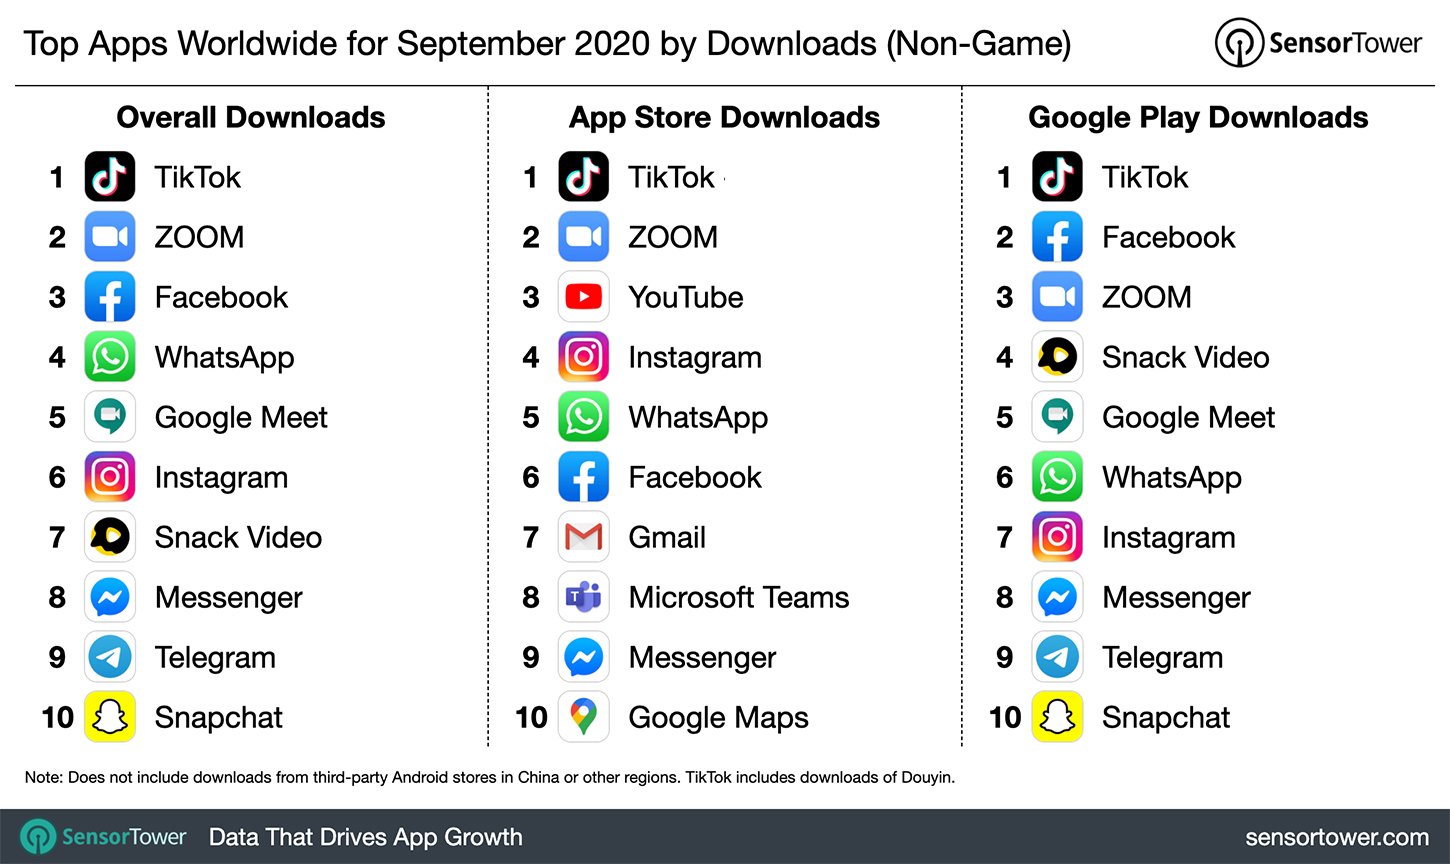 Top Apps Worldwide for September 2020 by Downloads (Non-Game)
SensorTower
Overall Downloads
1 TikTok
2 ZOOM
3 Facebook
4 WhatsApp
5 Google Meet
6 Instagram
7 Snack Video
8 Messenger
9 Telegram
10 Snapchat
App Store Downloads
1 TikTok
2 ZOOM
3 YouTube
4 Instagram
5 WhatsApp
6 Facebook
7 Gmail
8 Microsoft Teams
9 Messenger
10 Google Maps
Google Play Downloads
1 TikTok
2 Facebook
3 ZOOM
4 Snack Video
5 Google Meet
6 WhatsApp
7 Instagram
8 Messenger
9 Telegram
10 Snapchat
Note: Does not include downloads from third-party Android stores in China or other regions. TikTok includes downloads of Douyin.
SensorTower Data That Drives App Growth
sensortower.com